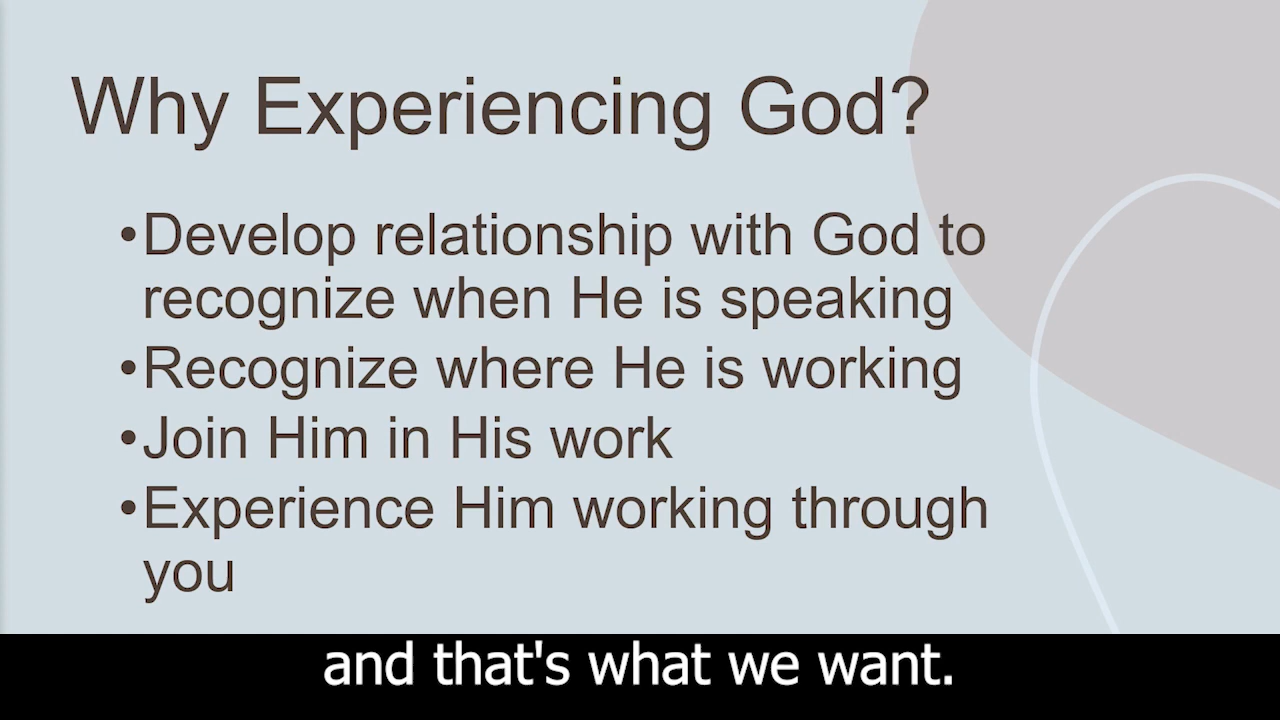 Why Experiencing God?
•Develop relationship with God to
recognize when He is speaking
•Recognize where He is working
•Join Him in His work
•Experience Him working through
you
and that's what we want.